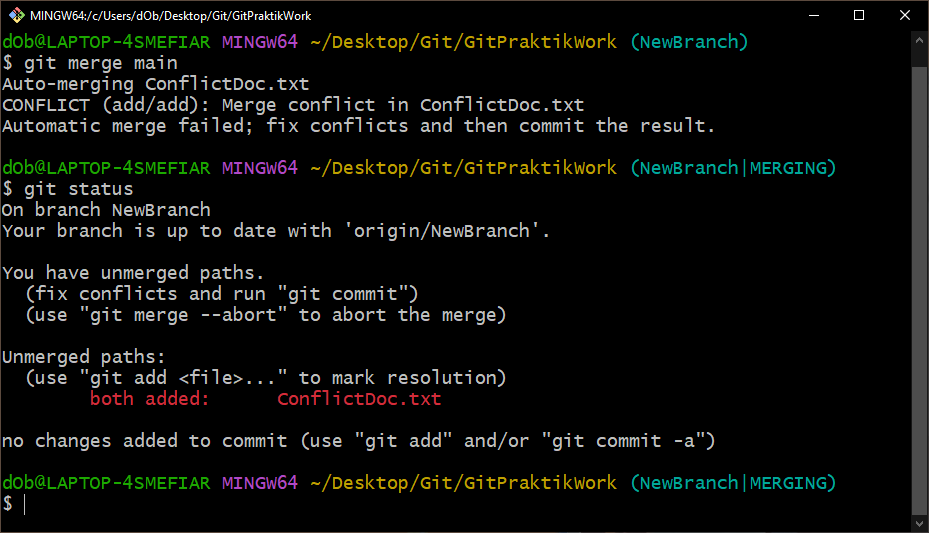 MINGW64:/c/Users/dOb/Desktop/Git/GitPraktikWork
dOb@LAPTOP-4SMEFIAR MINGW64 ~/Desktop/Git/GitPraktikWork (NewBranch)
$ git merge main
Auto-merging ConflictDoc.txt
CONFLICT (add/add): Merge conflict in ConflictDoc.txt
Automatic merge failed; fix conflicts and then commit the result.
dOb@LAPTOP-4SMEFIAR MINGW64 ~/Desktop/Git/GitPraktikWork (NewBranch|MERGING)
$ git status
On branch NewBranch
Your branch is up to date with 'origin/NewBranch'.
You have unmerged paths.
(fix conflicts and run "git commit")
(use "git merge --abort" to abort the merge)
Unmerged paths:
(use "git add <file>..." to mark resolution)
both added: ConflictDoc.txt
no changes added to commit (use "git add" and/or "git commit -a")
dOb@LAPTOP-4SMEFIAR MINGW64 ~/Desktop/Git/GitPraktikWork (NewBranch|MERGING)
$